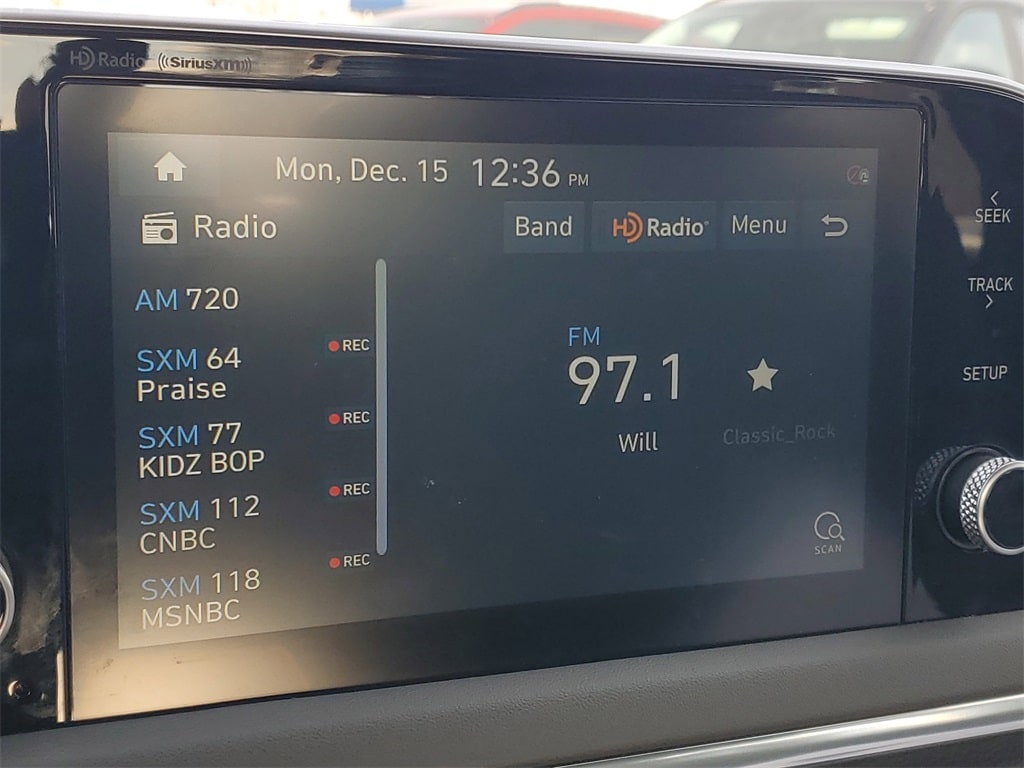 HD Radio ((SiriusXM))
Mon, Dec. 15 12:36 PM
Radio
Band
HD Radio®
Menu
AM 720
SXM 64
Praise
REC
SXM 77
KIDZ BOP
REC
SXM 112
CNBC
REC
SXM 118
MSNBC
REC
FM
97.1
Will
Classic_Rock
SCAN
SEEK
TRACK
SETUP